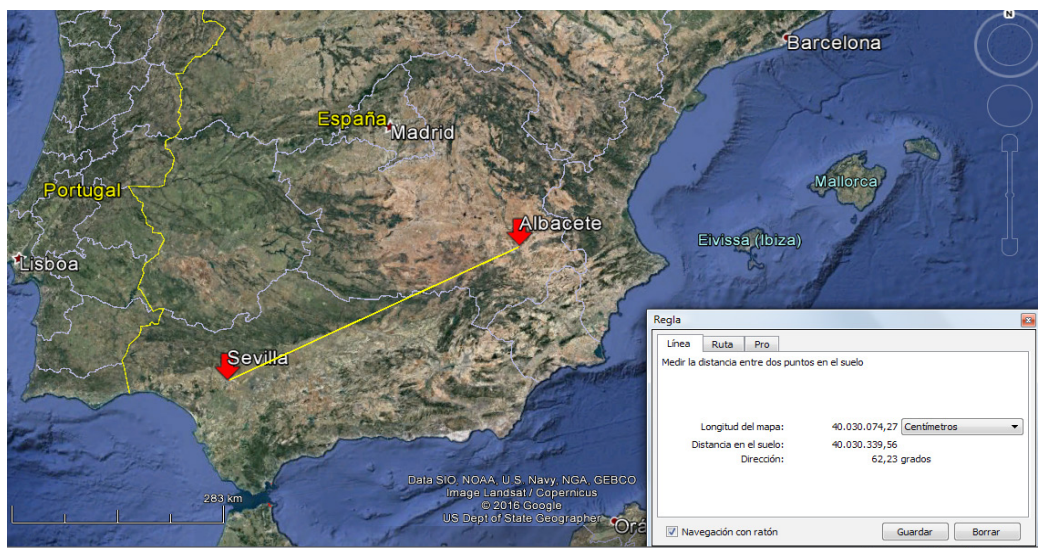 N
Barcelona
España
Madrid
Portugal
Mallorca
Albacete
Eivissa (Ibiza)
Lisboa
Sevilla
283 km
Data SIO, NOAA, U.S. Navy, NGA, GEBCO
Image Landsat / Copernicus
© 2016 Google
US Dept of State Geographer
Orá
Regla
Línea Ruta Pro
Medir la distancia entre dos puntos en el suelo
Longitud del mapa: 40.030.074,27 Centímetros
Distancia en el suelo: 40.030.339,56
Dirección: 62,23 grados
Navegación con ratón Guardar Borrar